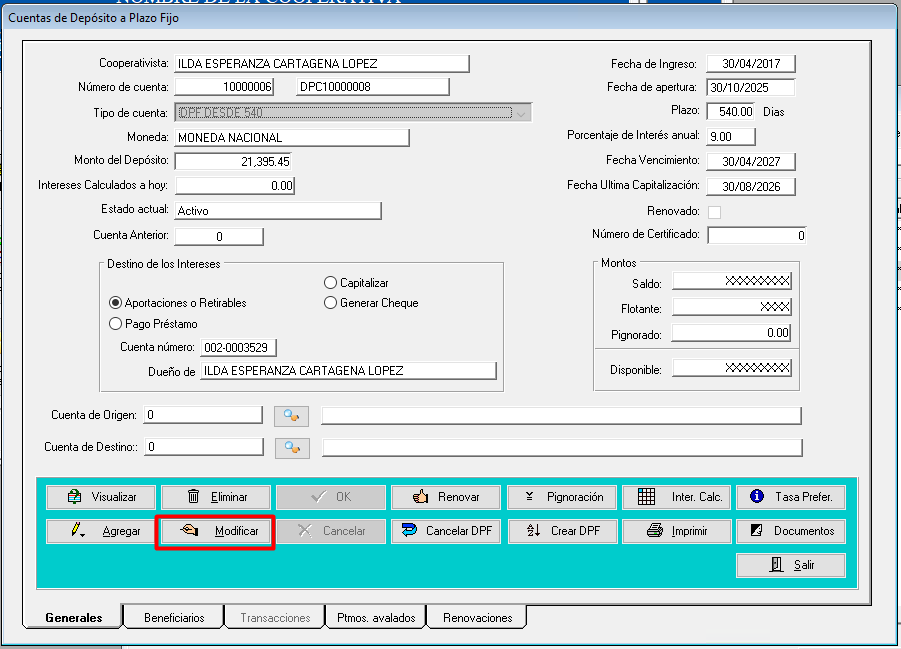 NOMBRE DE LA COOPERATIVA
Cuentas de Depósito a Plazo Fijo
Cooperativista: ILDA ESPERANZA CARTAGENA LOPEZ
Fecha de Ingreso: 30/04/2017
Número de cuenta: 10000006 DPC10000008
Fecha de apertura: 30/10/2025
Tipo de cuenta: DPF.DESDE 540
Plazo: 540.00 Dias
Moneda: MONEDA NACIONAL
Porcentaje de Interés anual: 9.00
Monto del Depósito: 21,395.45
Fecha Vencimiento: 30/04/2027
Intereses Calculados a hoy: 0.00
Fecha Ultima Capitalización: 30/08/2026
Estado actual: Activo
Renovado:
Cuenta Anterior: 0
Número de Certificado: 0
Destino de los Intereses
Capitalizar
Aportaciones o Retirables
Generar Cheque
Pago Préstamo
Cuenta número: 002-0003529
Dueño de ILDA ESPERANZA CARTAGENA LOPEZ
Montos
Saldo: XXXXXXXXX
Flotante: XXXX
Pignorado: 0.00
Disponible: XXXXXXXXX
Cuenta de Origen: 0
Cuenta de Destino:: 0
Visualizar Eliminar OK Renovar Pignoración Inter. Calc. Tasa Prefer.
Agregar Modificar Cancelar Cancelar DPF Crear DPF Imprimir Documentos
Salir
Generales Beneficiarios Transacciones Ptmos. avalados Renovaciones